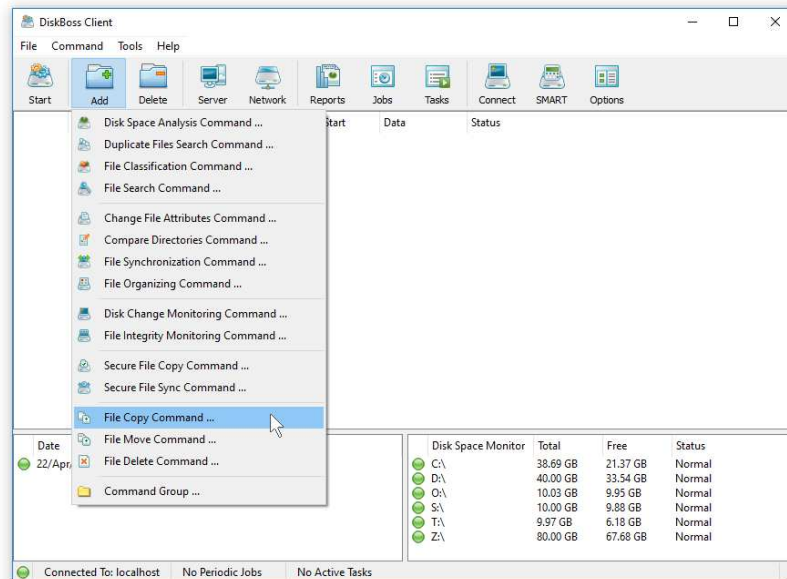 DiskBoss Client
File Command Tools Help
Start Add Delete Server Network Reports Jobs Tasks Connect SMART Options
Start Data Status
Disk Space Analysis Command ...
Duplicate Files Search Command ...
File Classification Command ...
File Search Command ...
Change File Attributes Command ...
Compare Directories Command ...
File Synchronization Command ...
File Organizing Command ...
Disk Change Monitoring Command ...
File Integrity Monitoring Command ...
Secure File Copy Command ...
Secure File Sync Command ...
File Copy Command ...
File Move Command ...
File Delete Command ...
Command Group ...
Date
22/Apr/
Disk Space Monitor Total Free Status
C:\ 38.69 GB 21.37 GB Normal
D:\ 40.00 GB 33.54 GB Normal
O:\ 10.03 GB 9.95 GB Normal
S:\ 10.00 GB 9.88 GB Normal
T:\ 9.97 GB 6.18 GB Normal
Z:\ 80.00 GB 67.68 GB Normal
Connected To: localhost No Periodic Jobs No Active Tasks